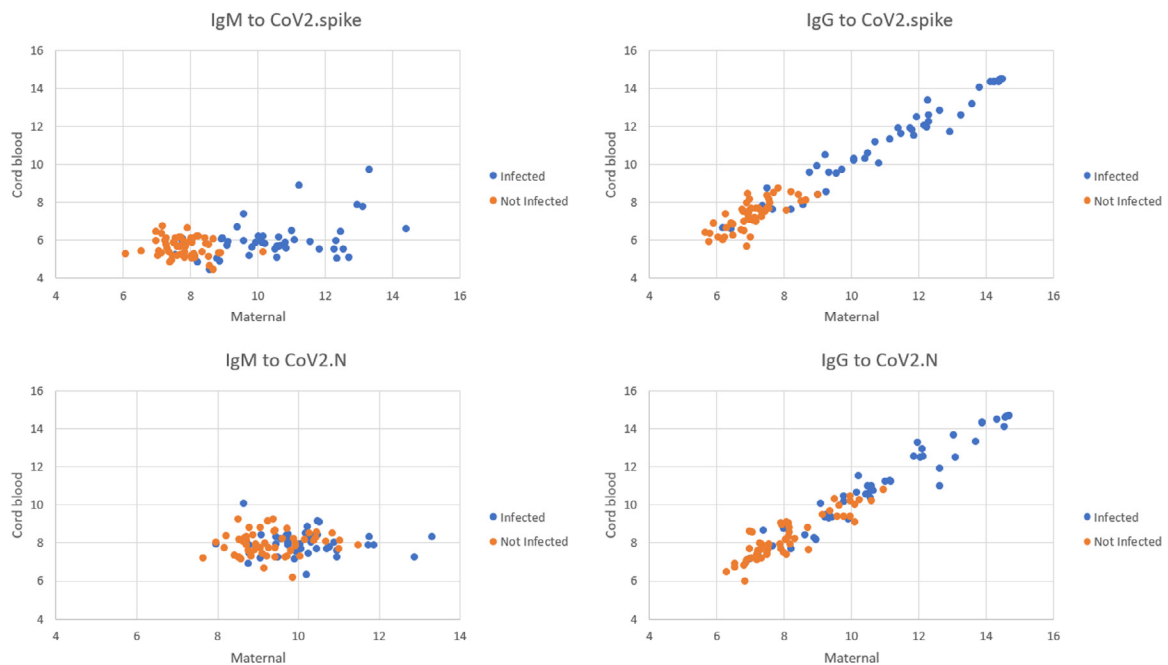 IgM to CoV2.spike
16
14
12
10
8
6
4
Cord blood
4 6 8 10 12 14 16
Maternal
Infected
Not Infected
IgG to CoV2.spike
16
14
12
10
8
6
4
Cord blood
4 6 8 10 12 14 16
Maternal
Infected
Not Infected
IgM to CoV2.N
16
14
12
10
8
6
4
Cord blood
4 6 8 10 12 14
Maternal
Infected
Not Infected
IgG to CoV2.N
16
14
12
10
8
6
4
Cord blood
4 6 8 10 12 14 16
Maternal
Infected
Not Infected